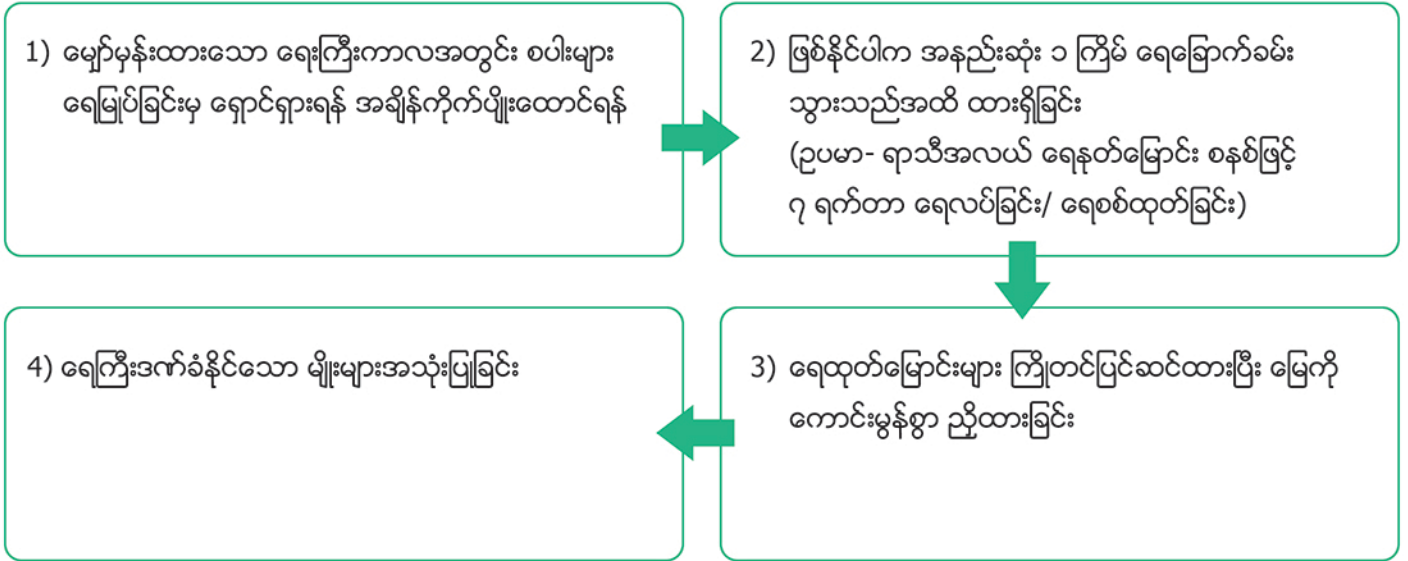 1) မျှော်မှန်းထားသော ရေးကြီးကာလအတွင်း စပါးများ
ရေမြုပ်ခြင်းမှ ရှောင်ရှားရန် အချိန်ကိုက်ပျိုးထောင်ရန်
2) ဖြစ်နိုင်ပါက အနည်းဆုံး ၁ ကြိမ် ရေခြောက်ခမ်း
သွားသည်အထိ ထားရှိခြင်း
(ဥပမာ- ရာသီအလယ် ရေနုတ်မြောင်း စနစ်ဖြင့်
၇ ရက်တာ ရေလပ်ခြင်း/ ရေစစ်ထုတ်ခြင်း)
3) ရေထုတ်မြောင်းများ ကြိုတင်ပြင်ဆင်ထားပြီး မြေကို
ကောင်းမွန်စွာ ညှိထားခြင်း
4) ရေကြီးဒဏ်ခံနိုင်သော မျိုးများအသုံးပြုခြင်း